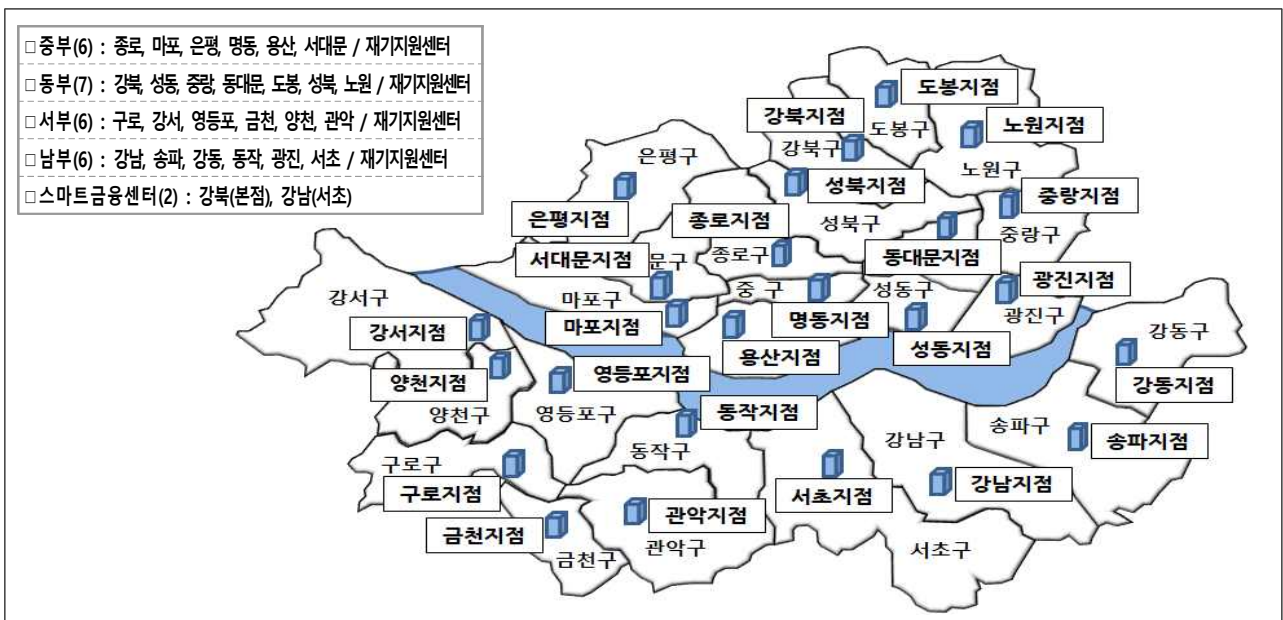 □중부(6) : 종로, 마포, 은평, 명동, 용산, 서대문 / 재기지원센터
□동부(7) : 강북, 성동, 중랑, 동대문, 도봉, 성북, 노원 / 재기지원센터
□서부(6) : 구로, 강서, 영등포, 금천, 양천, 관악 / 재기지원센터
□남부(6) : 강남, 송파, 강동, 동작, 광진, 서초 / 재기지원센터
□스마트금융센터(2) : 강북(본점), 강남(서초)
도봉지점
강북지점
도봉구
노원지점
은평구
강북구
노원구
성북지점
중랑지점
은평지점
종로지점
성북구
중랑구
서대문지점
문구
종로구
동대문지점
광진지점
강서구
마포구
중 구
성동구
광진구
강동구
강서지점
마포지점
명동지점
성동지점
용산지점
양천지점
영등포지점
강동지점
양천구
영등포구
동작지점
송파구
송파지점
강남구
구로구
동작구
구로지점
서초지점
강남지점
금천지점
관악지점
금천구
관악구
서초구